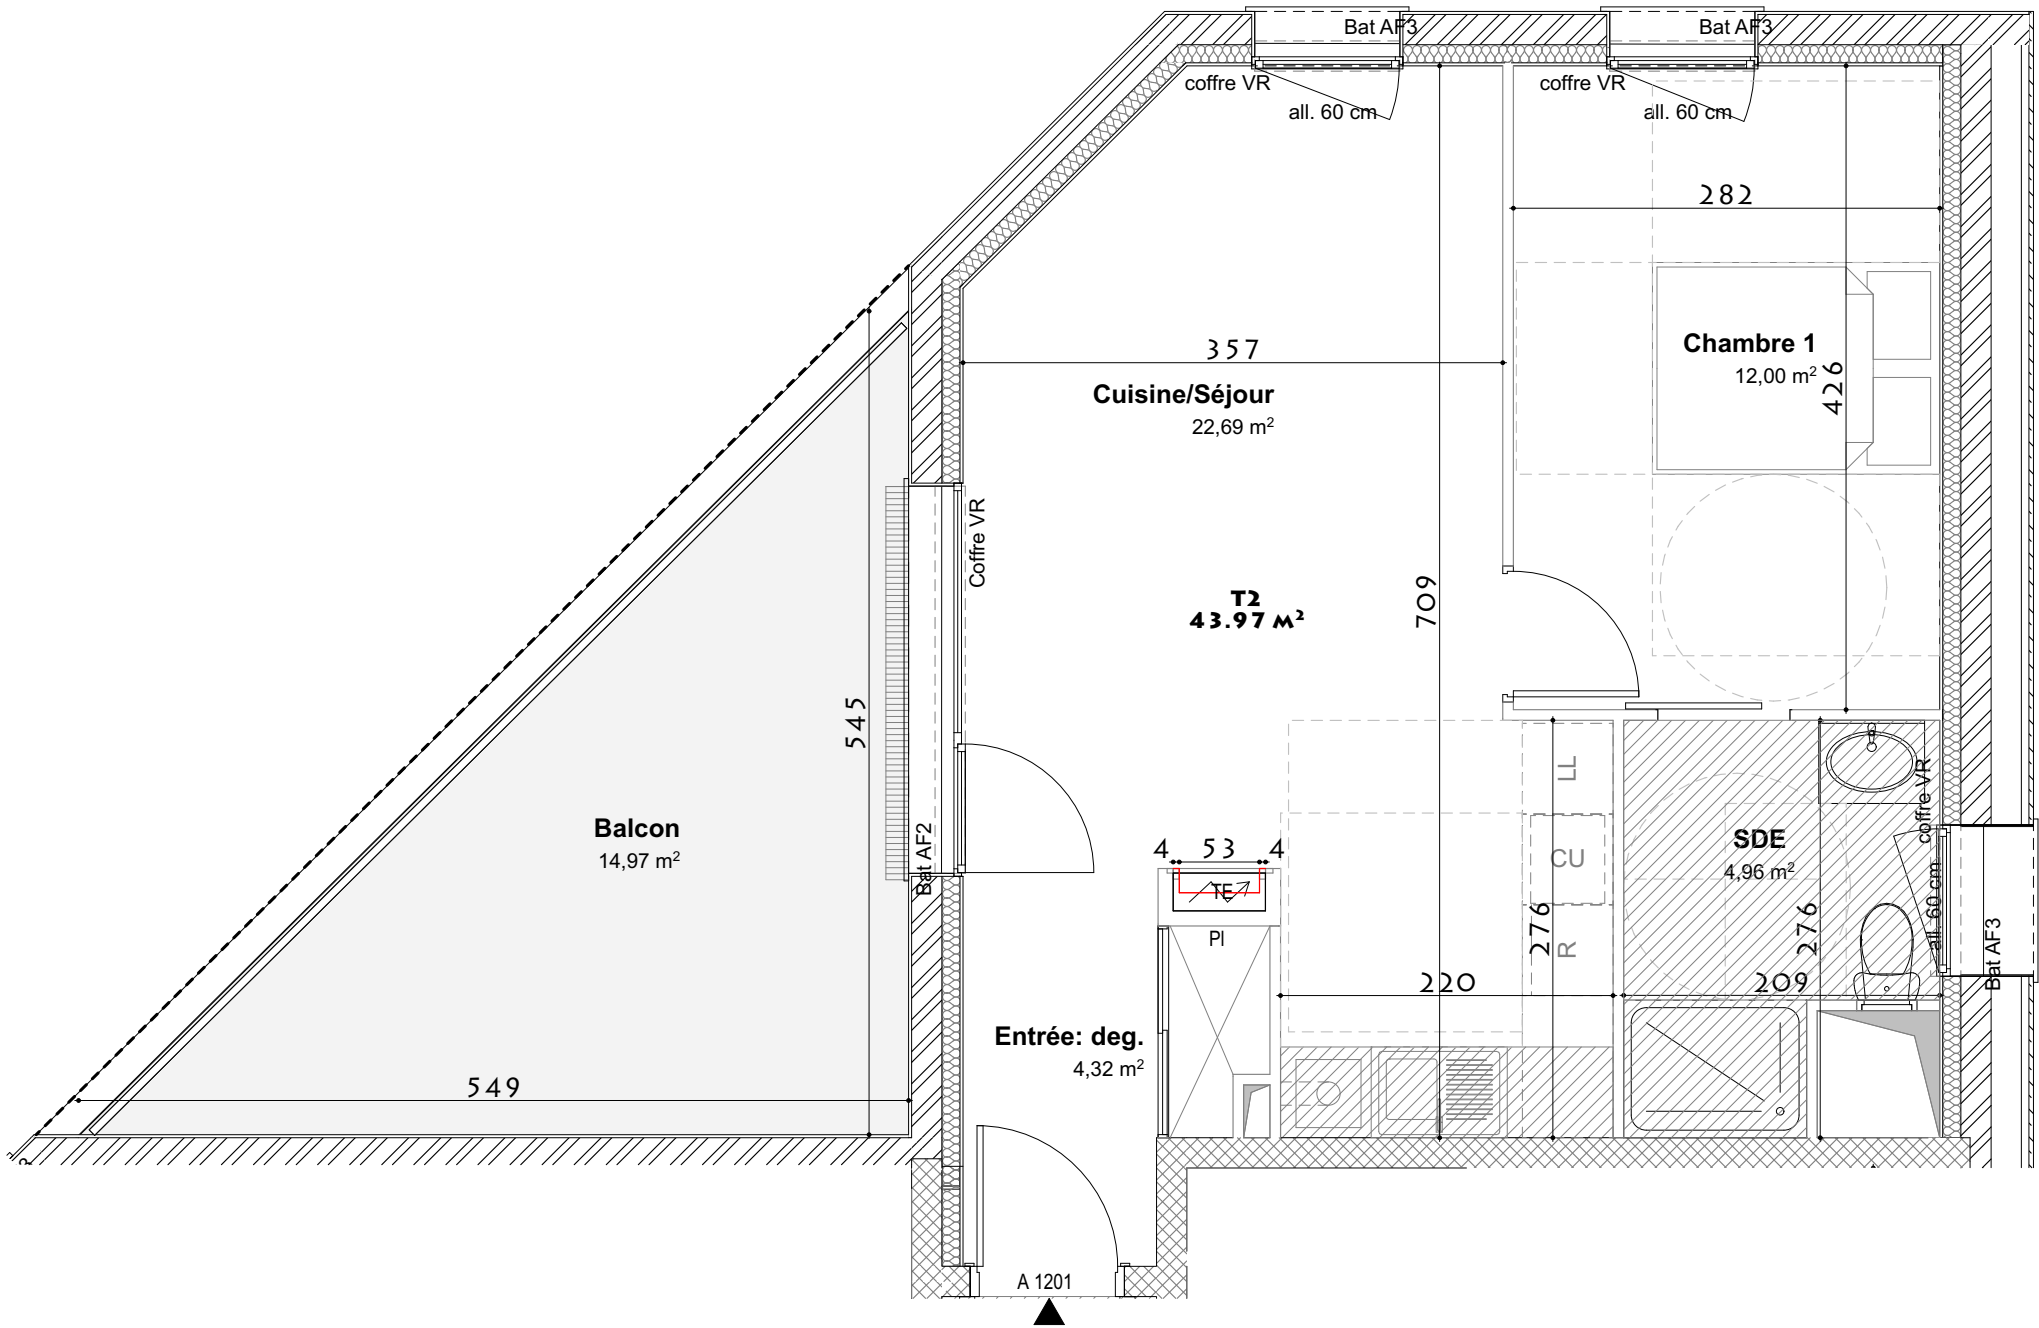 Bat AF3
Bat AF3
coffre VR
coffre VR
all. 60 cm
all. 60 cm
282
Chambre 1
12,00 m²
426
357
Cuisine/Séjour
22,69 m²
Coffre VR
T2
43.97 M²
709
545
Balcon
14,97 m²
Bat AF2
LL
CU
R
coffre VR
SDE
4,96 m²
all. 60 cm
Bat AF3
4 53 4
TE
Pl
276
276
220
209
Entrée: deg.
4,32 m²
549
A 1201